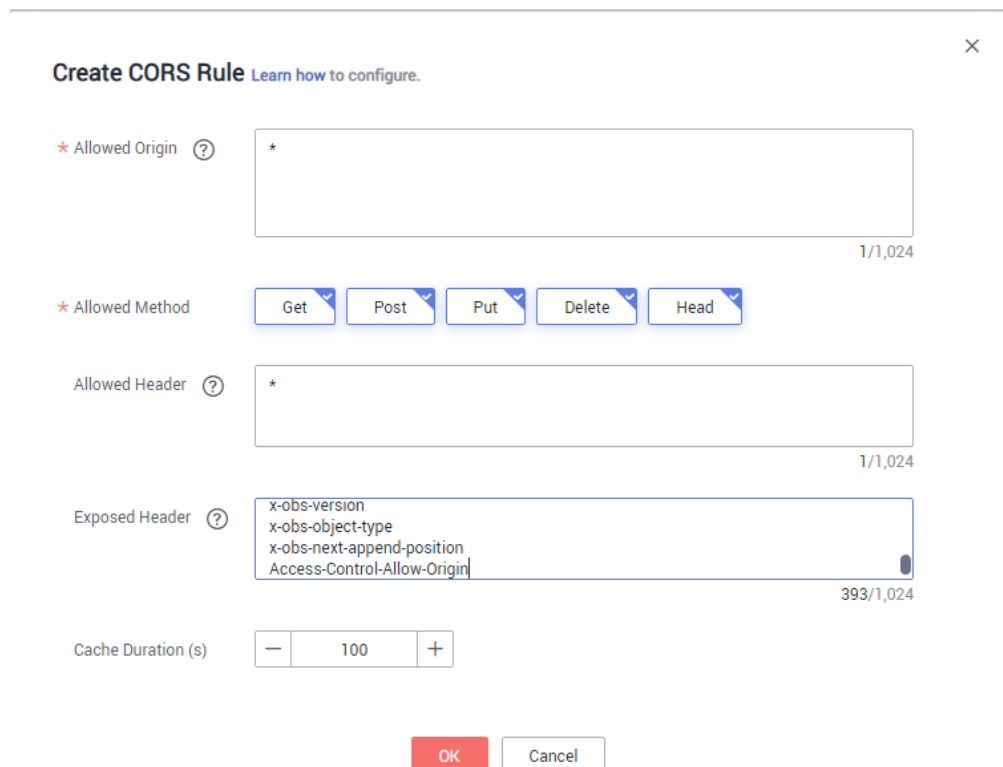 Create CORS Rule Learn how to configure.
* Allowed Origin ?
*
1/1,024
* Allowed Method Get Post Put Delete Head
Allowed Header ?
*
1/1,024
Exposed Header ?
x-obs-version
x-obs-object-type
x-obs-next-append-position
Access-Control-Allow-Origin
393/1,024
Cache Duration (s) — 100 +
OK Cancel